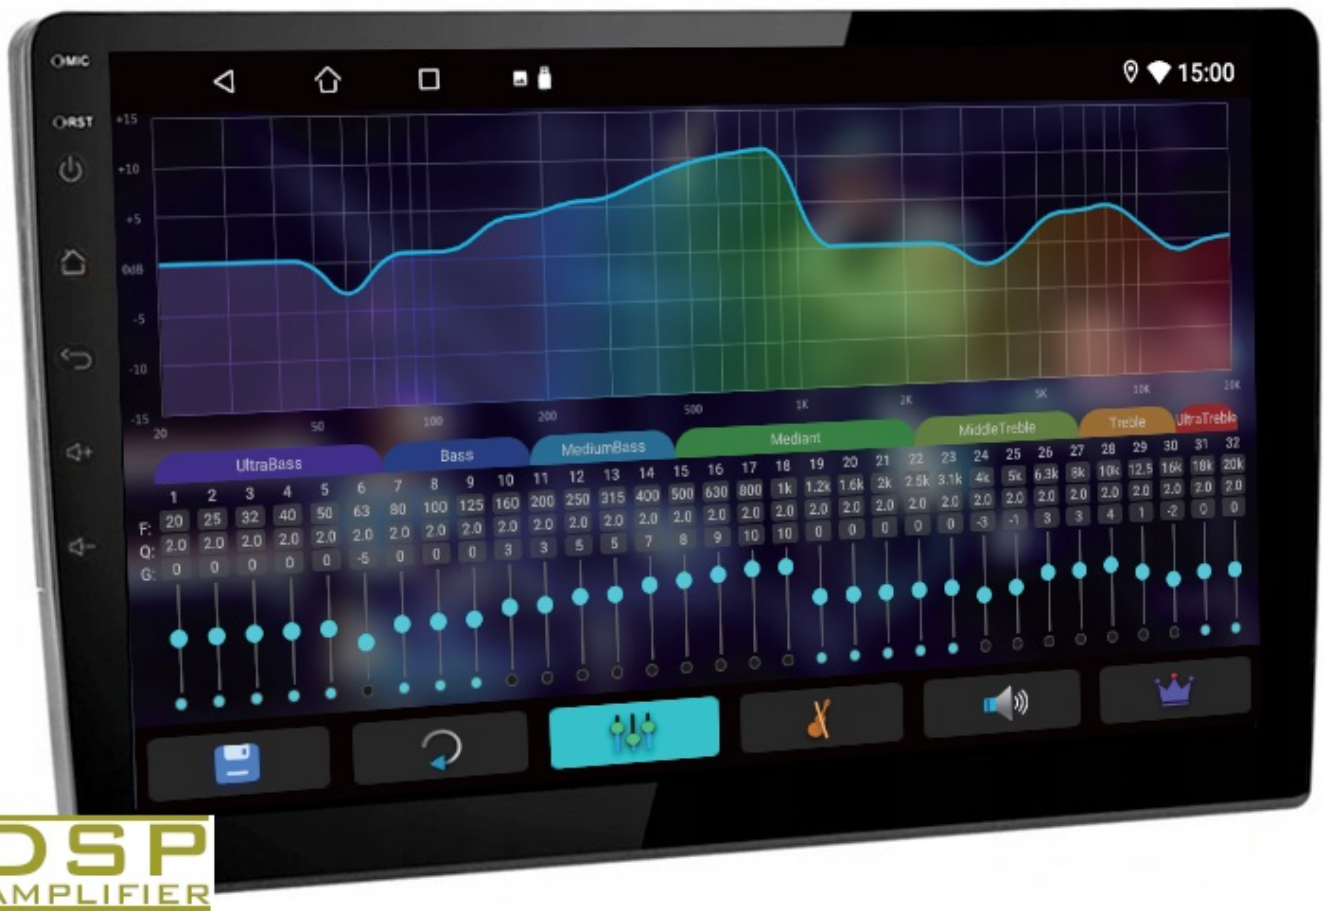 MIC
15:00
RST
+15
+10
+5
0dB
-5
-10
-15
20 50 100 200 500 1K 2K 5K 10K 20K
UltraBass Bass MediumBass Mediant MiddleTreble Treble UltraTreble
1 2 3 4 5 6 7 8 9 10 11 12 13 14 15 16 17 18 19 20 21 22 23 24 25 26 27 28 29 30 31 32
F: 20 25 32 40 50 63 80 100 125 160 200 250 315 400 500 630 800 1k 1.2k 1.6k 2k 2.5k 3.1k 4k 5k 6.3k 8k 10k 12.5 16k 18k 20k
Q: 2.0 2.0 2.0 2.0 2.0 2.0 2.0 2.0 2.0 2.0 2.0 2.0 2.0 2.0 2.0 2.0 2.0 2.0 2.0 2.0 2.0 2.0 2.0 2.0 2.0 2.0 2.0 2.0 2.0 2.0 2.0 2.0
G: 0 0 0 0 0 -5 0 0 0 3 3 5 5 7 8 9 10 10 0 0 0 0 0 -3 -1 3 3 4 1 -2 0 0
DSP
AMPLIFIER